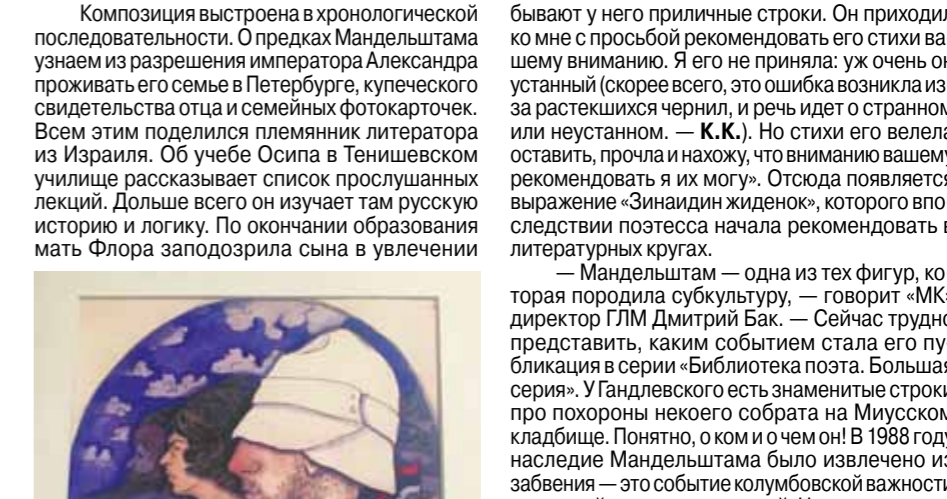 Композиция выстроена в хронологической
последовательности. О предках Мандельштама
узнаем из разрешения императора Александра
проживать его семье в Петербурге, купеческого
свидетельства отца и семейных фотокарточек.
Всем этим поделился племянник литератора
из Израиля. Об учебе Осипа в Тенишевском
училище рассказывает список прослушанных
лекций. Дольше всего он изучает там русскую
историю и логику. По окончании образования
мать Флора заподозрила сына в увлечении
бывают у него приличные строки. Он приходил
ко мне с просьбой рекомендовать его стихи ва-
шему вниманию. Я его не приняла: уж очень он
устанный (скорее всего, это ошибка возникла из-
за растекшихся чернил, и речь идет о странном
или неустанном. — К.К.). Но стихи его велела
оставить, прочла и нахожу, что вниманию вашему
рекомендовать я их могу». Отсюда появляется
выражение «Зинаидин жиденок», которого впо-
следствии поэтесса начала рекомендовать в
литературных кругах.
— Мандельштам — одна из тех фигур, ко-
торая породила субкультуру, — говорит «МК»
директор ГЛМ Дмитрий Бак. — Сейчас трудно
представить, каким событием стала его пу-
бликация в серии «Библиотека поэта. Большая
серия». У Гандлевского есть знаменитые строки
про похороны некоего собрата на Миусском
кладбище. Понятно, о ком и о чем он! В 1988 году
наследие Мандельштама было извлечено из
забвения — это событие колумбовской важности